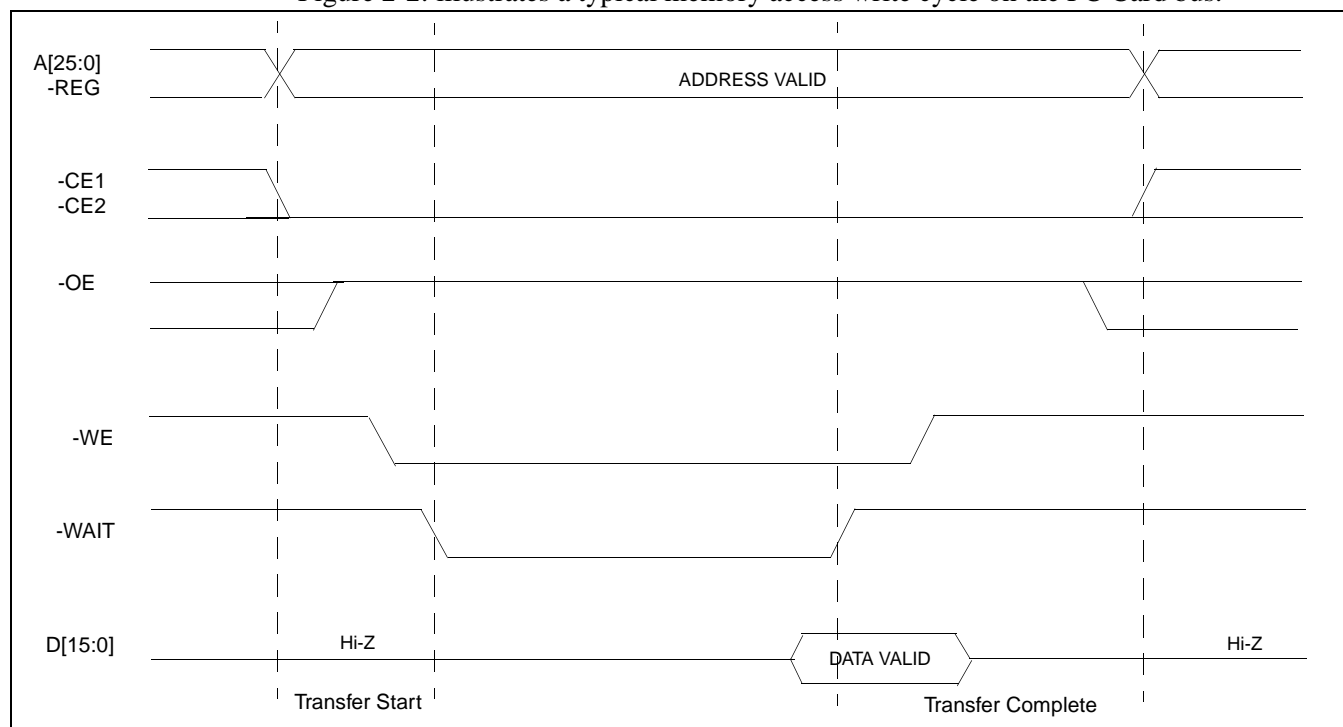 Figure 2-2: Illustrates a typical memory access write cycle on the PC Card bus.
A[25:0]
-REG
ADDRESS VALID
-CE1
-CE2
-OE
-WE
-WAIT
D[15:0]
Hi-Z
DATA VALID
Hi-Z
Transfer Start
Transfer Complete